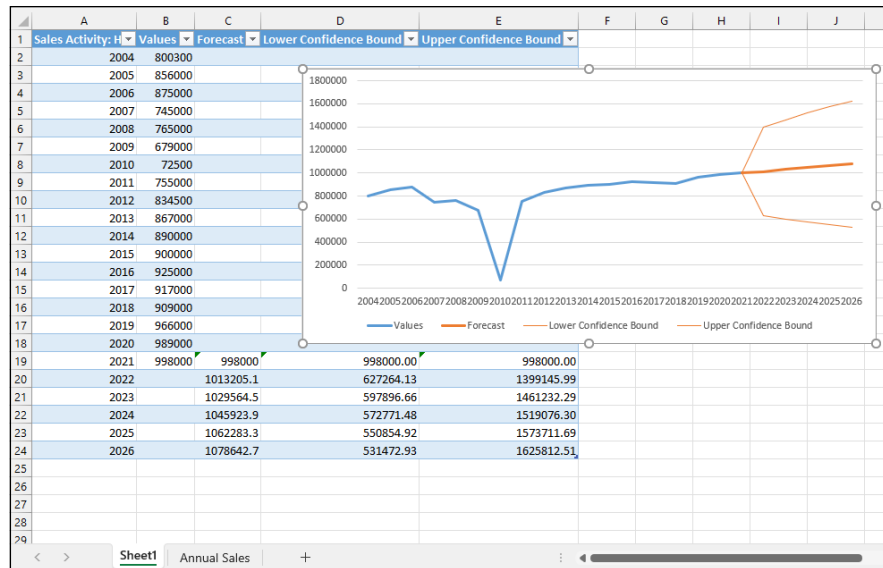 A B C D E F G H I J
1 Sales Activity: H Values Forecast Lower Confidence Bound Upper Confidence Bound
2 2004 800300
3 2005 856000
4 2006 875000
5 2007 745000
6 2008 765000
7 2009 679000
8 2010 72500
9 2011 755000
10 2012 834500
11 2013 867000
12 2014 890000
13 2015 900000
14 2016 925000
15 2017 917000
16 2018 909000
17 2019 966000
18 2020 989000
19 2021 998000 998000 998000.00 998000.00
20 2022 1013205.1 627264.13 1399145.99
21 2023 1029564.5 597896.66 1461232.29
22 2024 1045923.9 572771.48 1519076.30
23 2025 1062283.3 550854.92 1573711.69
24 2026 1078642.7 531472.93 1625812.51
25
26
27
28
29
1800000
1600000
1400000
1200000
1000000
800000
600000
400000
200000
0
2004 2005 2006 2007 2008 2009 2010 2011 2012 2013 2014 2015 2016 2017 2018 2019 2020 2021 2022 2023 2024 2025 2026
Values Forecast Lower Confidence Bound Upper Confidence Bound
Sheet1 Annual Sales